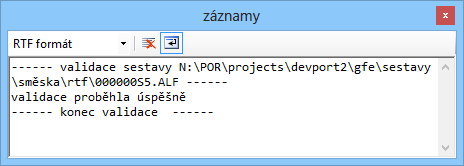 záznamy
RTF formát
------ validace sestavy N:\POR\projects\devport2\gfe\sestavy
\směska\rtf\000000S5.ALF ------
validace proběhla úspěšně
------ konec validace  ------